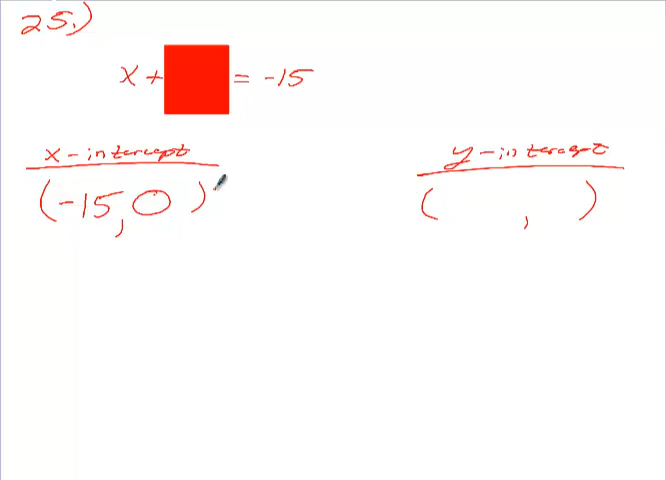 25.)
x + = -15
x-intercept
y-intercept
(-15, 0)
( , )